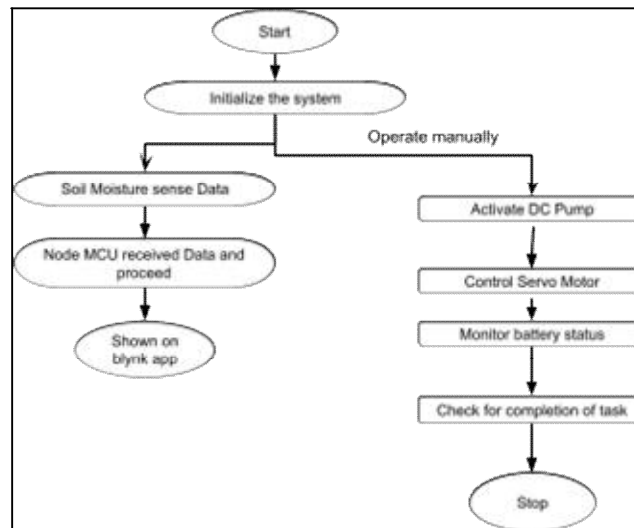 Start
Initialize the system
Operate manually
Soil Moisture sense Data
Activate DC Pump
Node MCU received Data and
proceed
Control Servo Motor
Shown on
blynk app
Monitor battery status
Check for completion of task
Stop